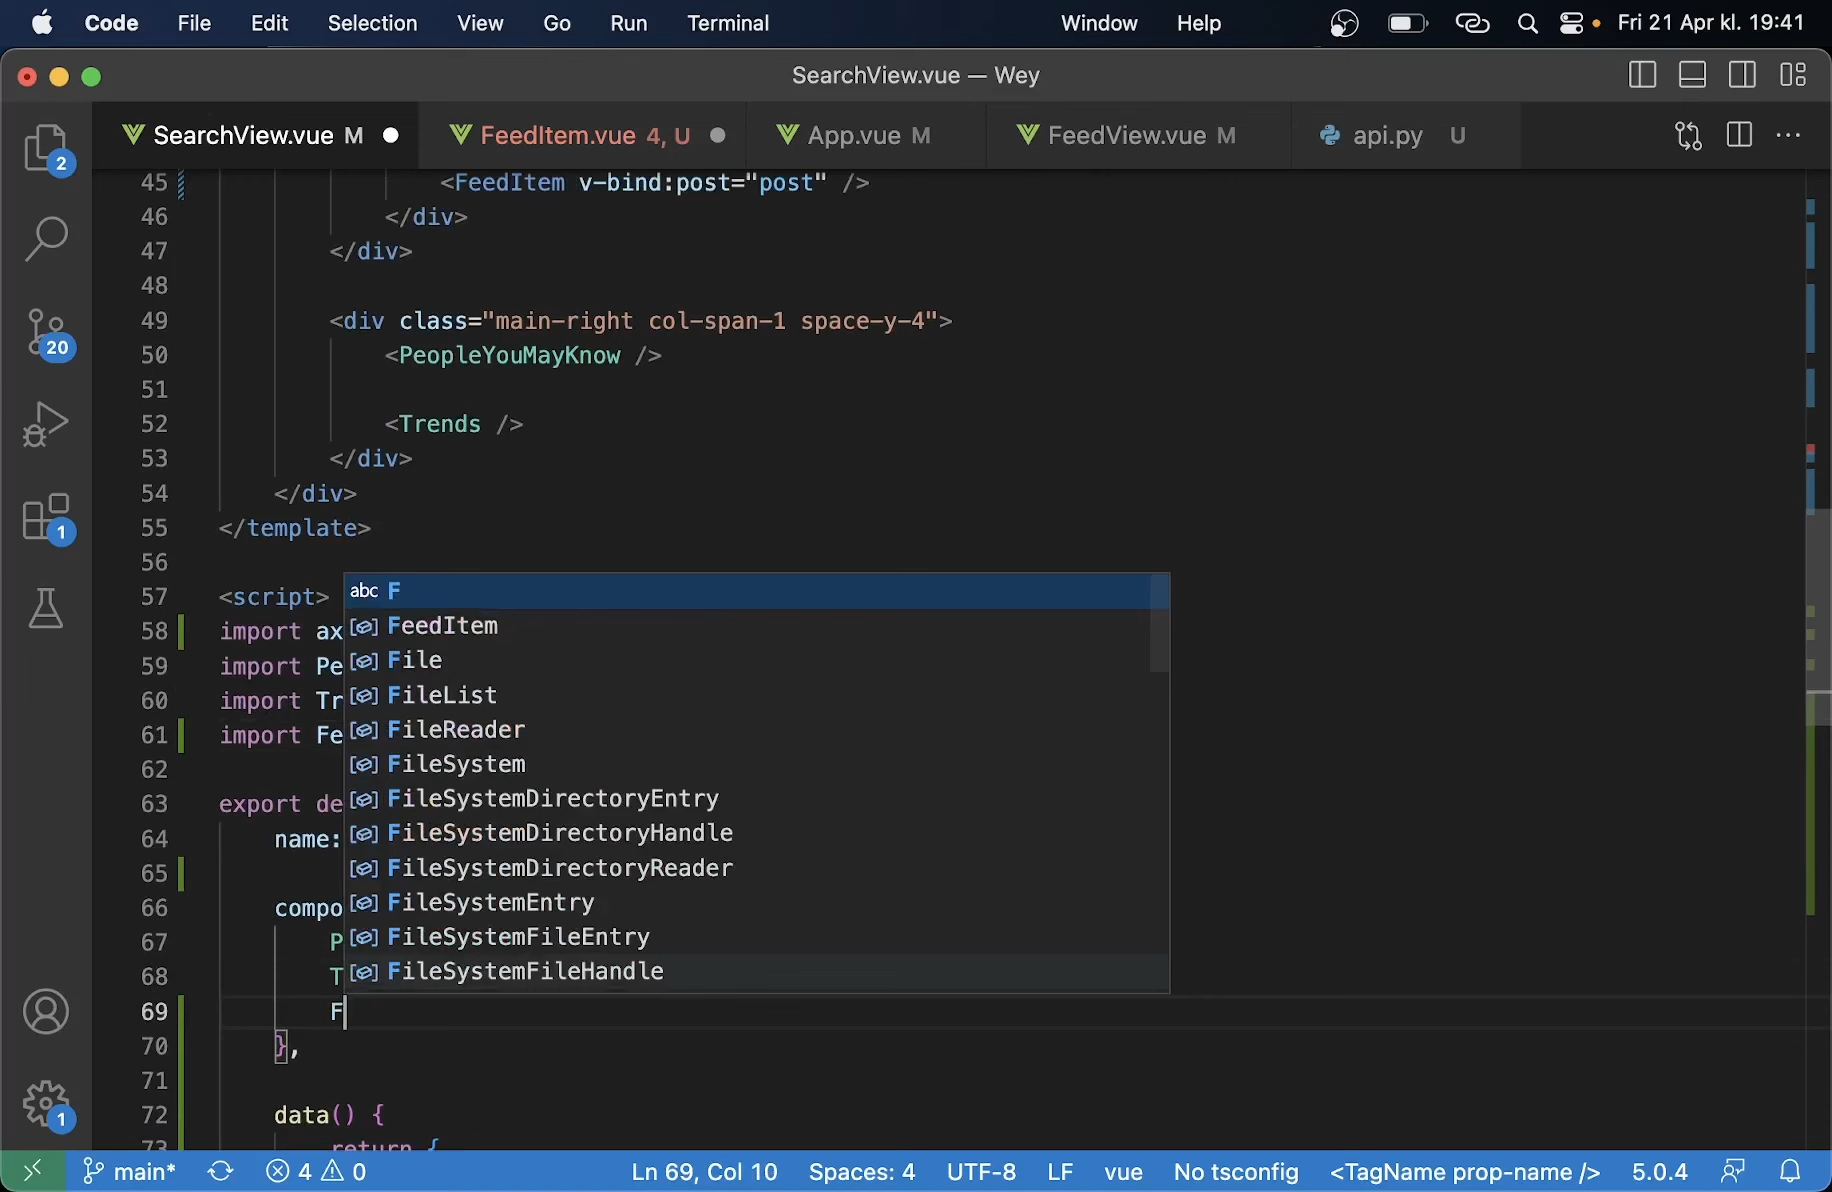 Code File Edit Selection View Go Run Terminal Window Help Fri 21 Apr kl. 19:41
SearchView.vue — Wey
SearchView.vue M FeedItem.vue 4, U App.vue M FeedView.vue M api.py U
2
20
1
1
45 <FeedItem v-bind:post="post" />
46 </div>
47 </div>
48
49 <div class="main-right col-span-1 space-y-4">
50 <PeopleYouMayKnow />
51
52 <Trends />
53 </div>
54 </div>
55 </template>
56
57 <script>
58 import ax
59 import Pe
60 import Tr
61 import Fe
62
63 export de
64 name:
65
66 compo
67 P
68 T
69 F
70 },
71
72 data() {
73 return {
abc F
FeedItem
File
FileList
FileReader
FileSystem
FileSystemDirectoryEntry
FileSystemDirectoryHandle
FileSystemDirectoryReader
FileSystemEntry
FileSystemFileEntry
FileSystemFileHandle
main* 4 0 Ln 69, Col 10 Spaces: 4 UTF-8 LF vue No tsconfig <TagName prop-name /> 5.0.4